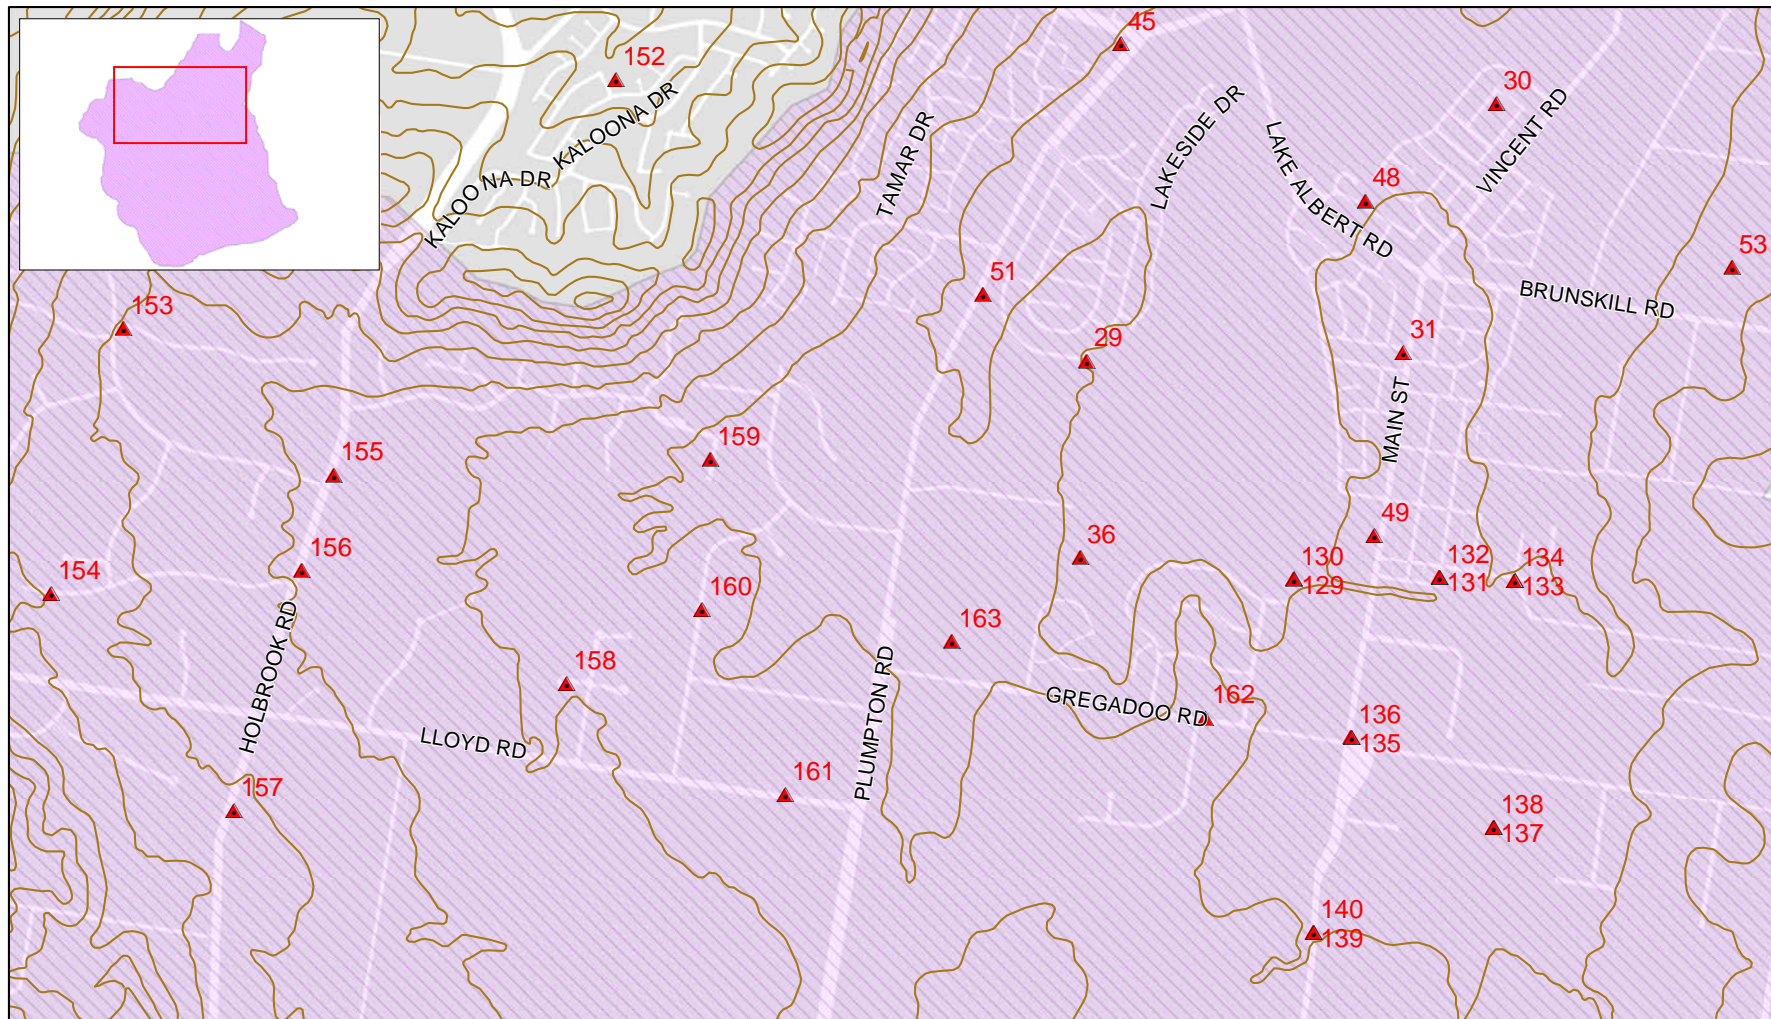 45
152
30
KALOONA DR
VINCENT RD
LAKESIDE DR
TAMAR DR
LAKE ALBERT RD
48
KALOONA DR
53
51
BRUNSKILL RD
153
31
29
MAIN ST
159
155
49
36
156
130
129
132
131
134
133
154
160
163
HOLBROOK RD
158
PLUMPTON RD
GREGADOO RD
162
136
135
LLOYD RD
161
157
138
137
140
139